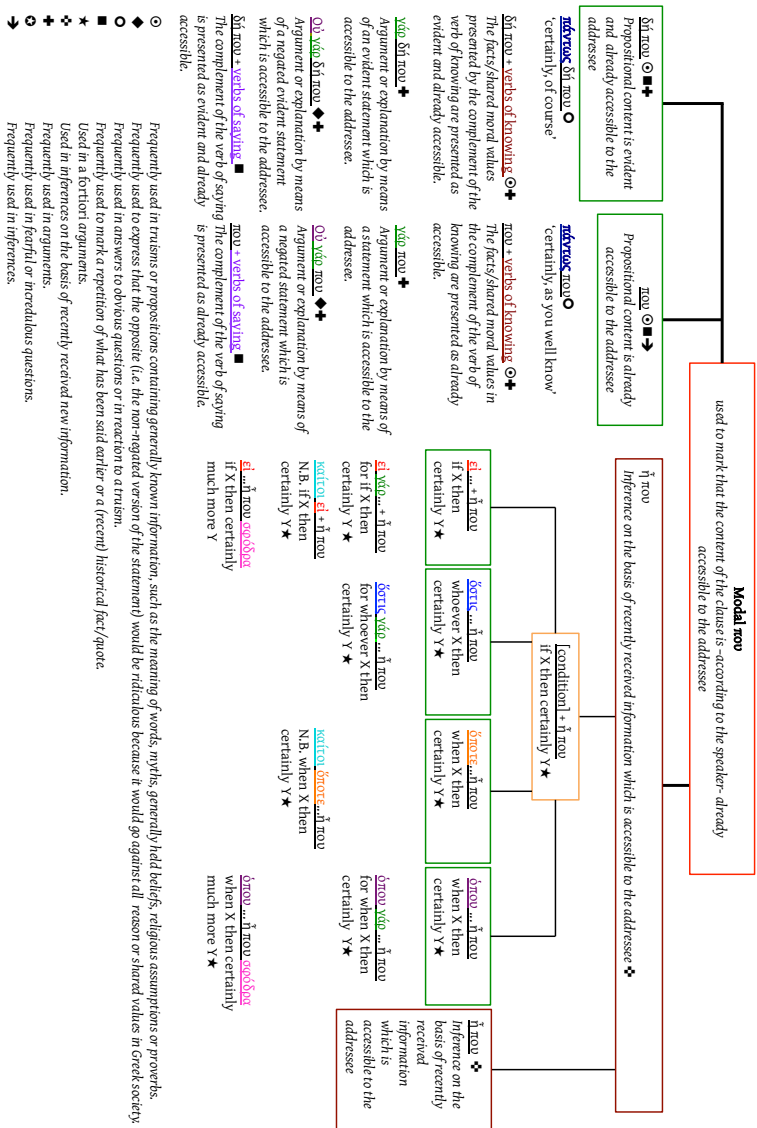 Modal που
used to mark that the content of the clause is –according to the speaker- already
accessible to the addressee
δή που ☉■✚
Propositional content is evident
and already accessible to the
addressee
που ☉■➔
Propositional content is already
accessible to the addressee
ἦ που
Inference on the basis of recently received information which is accessible to the addressee ✜
πάντως δή που ○
'certainly, of course'
πάντως που○
'certainly, as you well know'
[condition] + ἦ που
if X then certainly Y★
ἦ που ✜
Inference on the
basis of recently
received
information
which is
accessible to the
addressee
δή που + verbs of knowing ☉✚
The facts/shared moral values
presented by the complement of the
verb of knowing are presented as
evident and already accessible.
που + verbs of knowing ☉✚
The facts/shared moral values in
the complement of the verb of
knowing are presented as already
accessible.
εἰ ... + ἦ που
if X then
certainly Y★
ὅστις ... ἦ που
whoever X then
certainly Y ★
ὅποτε...ἦ που
when X then
certainly Y★
ὁπου ... ἦ που
when X then
certainly Y★
γάρ δή που ✚
Argument or explanation by means
of an evident statement which is
accessible to the addressee.
γάρ που ✚
Argument or explanation by means of
a statement which is accessible to the
addressee.
εἰ γάρ... + ἦ που
for if X then
certainly Y★
ὅστις γάρ ... ἦ που
for whoever X then
certainly Y ★
ὁπου γάρ ... ἦ που
for when X then
certainly Y★
Οὐ γάρ δή που ◆✚
Argument or explanation by means
of a negated evident statement
which is accessible to the addressee.
Οὐ γάρ που ◆✚
Argument or explanation by means of
a negated statement which is
accessible to the addressee.
καίτοι εἰ + ἦ που
N.B. if X then
certainly Y★
καίτοι ὅποτε...ἦ που
N.B. when X then
certainly Y★
δή που + verbs of saying ■
The complement of the verb of saying
is presented as evident and already
accessible.
που + verbs of saying ■
The complement of the verb of saying
is presented as already accessible.
εἰ ...ἦ που σφόδρα
if X then certainly
much more Y
ὁπου ... ἦ που σφόδρα
when X then certainly
much more Y★
☉ Frequently used in truisms or propositions containing generally known information, such as the meaning of words, myths, generally held beliefs, religious assumptions or proverbs.
◆ Frequently used to express that the opposite (i.e. the non-negated version of the statement) would be ridiculous because it would go against all reason or shared values in Greek society.
○ Frequently used in answers to obvious questions or in reaction to a truism.
■ Frequently used to mark a repetition of what has been said earlier or a (recent) historical fact/quote.
★ Used in a fortiori arguments.
✜ Used in inferences on the basis of recently received new information.
✚ Frequently used in arguments.
✪ Frequently used in fearful or incredulous questions.
➔ Frequently used in inferences.